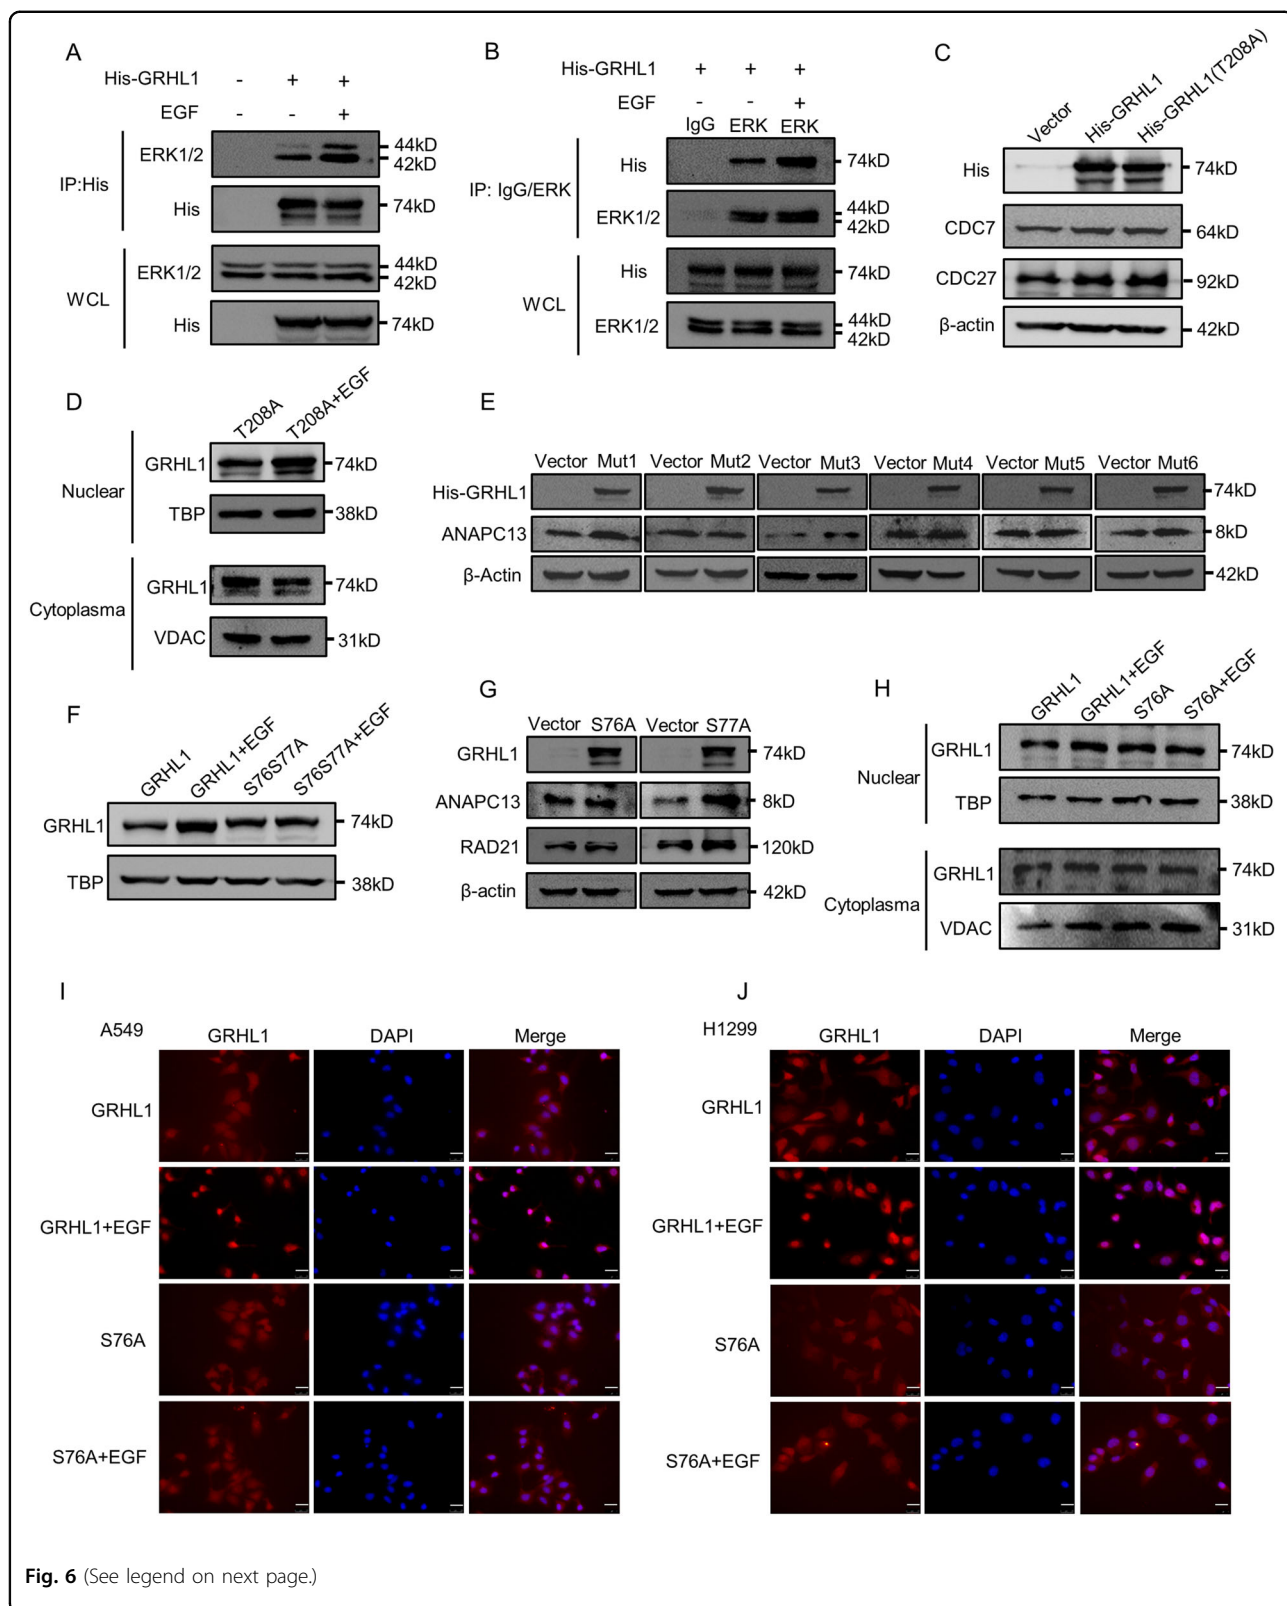 A
His-GRHL1 - + +
EGF - - +
IP:His
ERK1/2
44kD
42kD
His
74kD
WCL
ERK1/2
44kD
42kD
His
74kD
B
His-GRHL1 + + +
EGF - - +
IgG ERK ERK
IP: IgG/ERK
His
74kD
ERK1/2
44kD
42kD
WCL
His
74kD
ERK1/2
44kD
42kD
C
Vector His-GRHL1 His-GRHL1(T208A)
His 74kD
CDC7 64kD
CDC27 92kD
β-actin 42kD
D
T208A T208A+EGF
Nuclear
GRHL1 74kD
TBP 38kD
Cytoplasma
GRHL1 74kD
VDAC 31kD
E
Vector Mut1 Vector Mut2 Vector Mut3 Vector Mut4 Vector Mut5 Vector Mut6
His-GRHL1 74kD
ANAPC13 8kD
β-Actin 42kD
F
GRHL1 GRHL1+EGF S76S77A S76S77A+EGF
GRHL1 74kD
TBP 38kD
G
Vector S76A Vector S77A
GRHL1 74kD
ANAPC13 8kD
RAD21 120kD
β-actin 42kD
H
GRHL1 GRHL1+EGF S76A S76A+EGF
Nuclear
GRHL1 74kD
TBP 38kD
Cytoplasma
GRHL1 74kD
VDAC 31kD
I
A549 GRHL1 DAPI Merge
GRHL1
GRHL1+EGF
S76A
S76A+EGF
J
H1299 GRHL1 DAPI Merge
GRHL1
GRHL1+EGF
S76A
S76A+EGF
Fig. 6 (See legend on next page.)